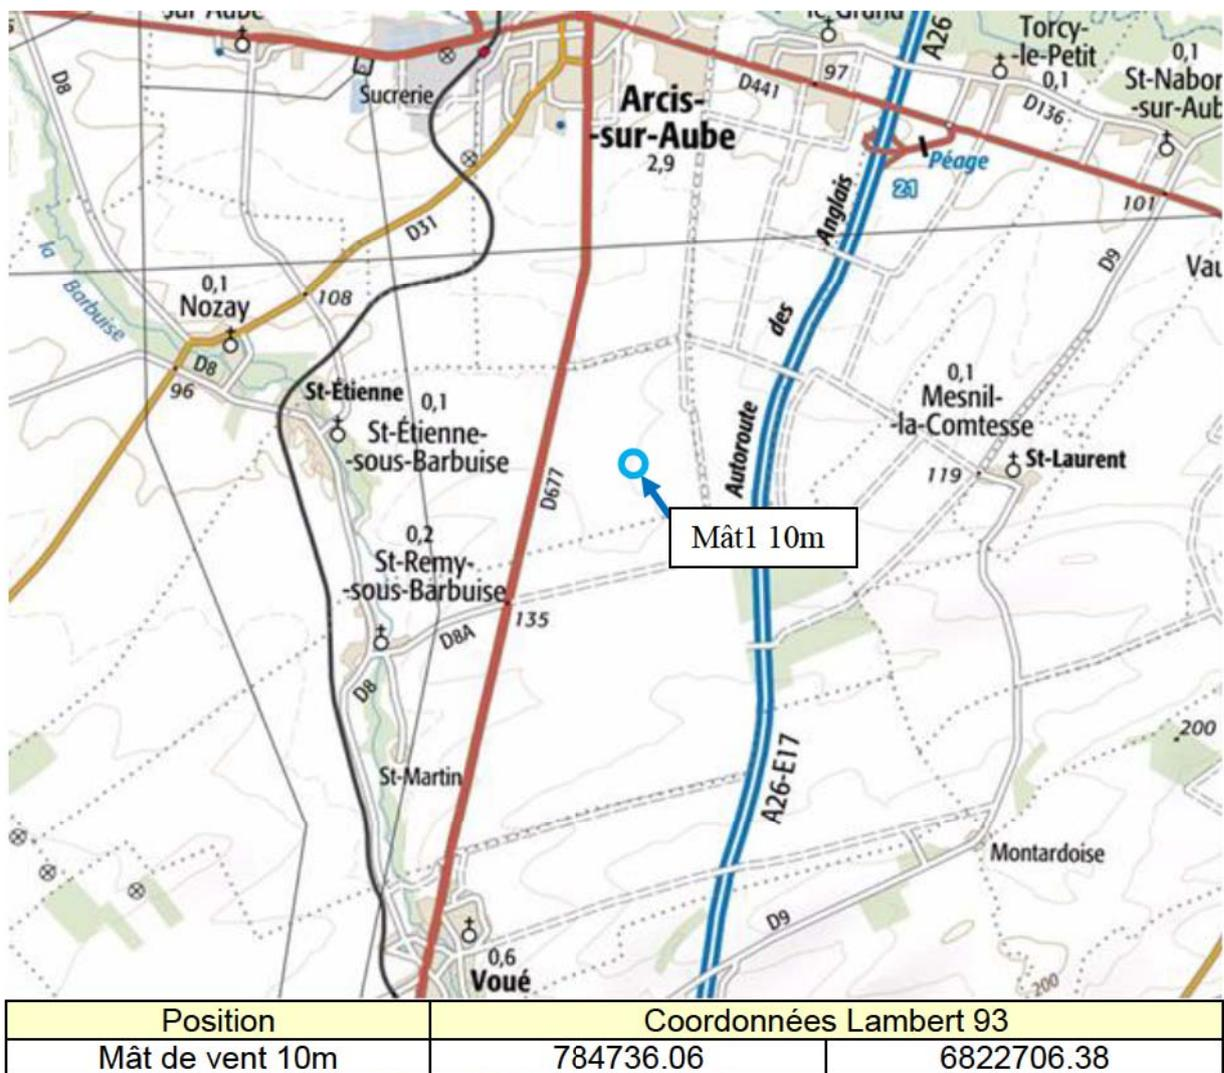 sur-Aube
le-Grand
A26
Torcy-
-le-Petit
0,1
0,1
St-Nabor
-sur-Aub
D8
Sucrerie
Arcis-
-sur-Aube
2,9
D441
97
D136
Péage
21
101
la
Barbuise
0,1
Nozay
D31
108
Anglais
des
Autoroute
D9
Vau
D8
96
St-Étienne
0,1
St-Étienne-
-sous-Barbuise
D677
0,1
Mesnil-
-la-Comtesse
119
St-Laurent
Mât1 10m
0,2
St-Remy-
-sous-Barbuise
135
D8A
D8
St-Martin
A26-E17
200
Montardoise
D9
0,6
Voué
200
Position
Coordonnées Lambert 93
Mât de vent 10m
784736.06
6822706.38